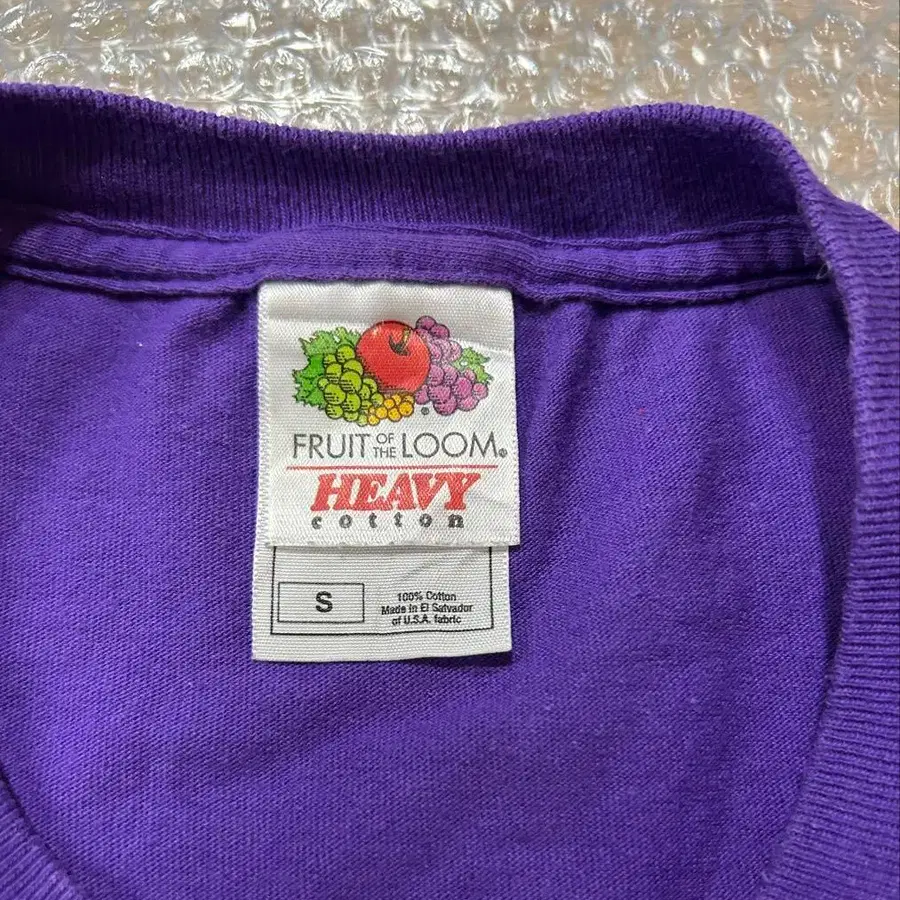 FRUIT OF THE LOOM®
HEAVY
cotton
S
100% Cotton
Made in El Salvador
of U.S.A. fabric